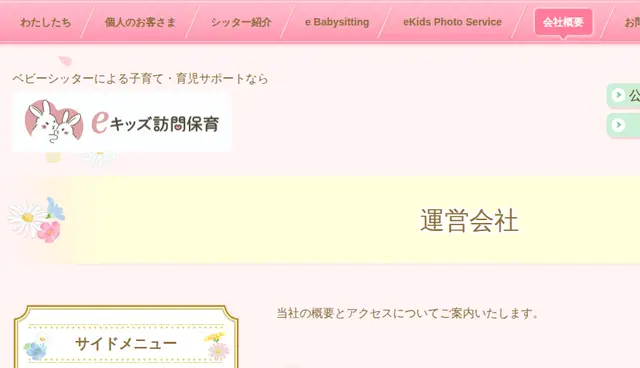 わたしたち
個人のお客さま
シッター紹介
e Babysitting
eKids Photo Service
会社概要
お問
ベビーシッターによる子育て・育児サポートなら
eキッズ訪問保育
公
運営会社
当社の概要とアクセスについてご案内いたします。
サイドメニュー